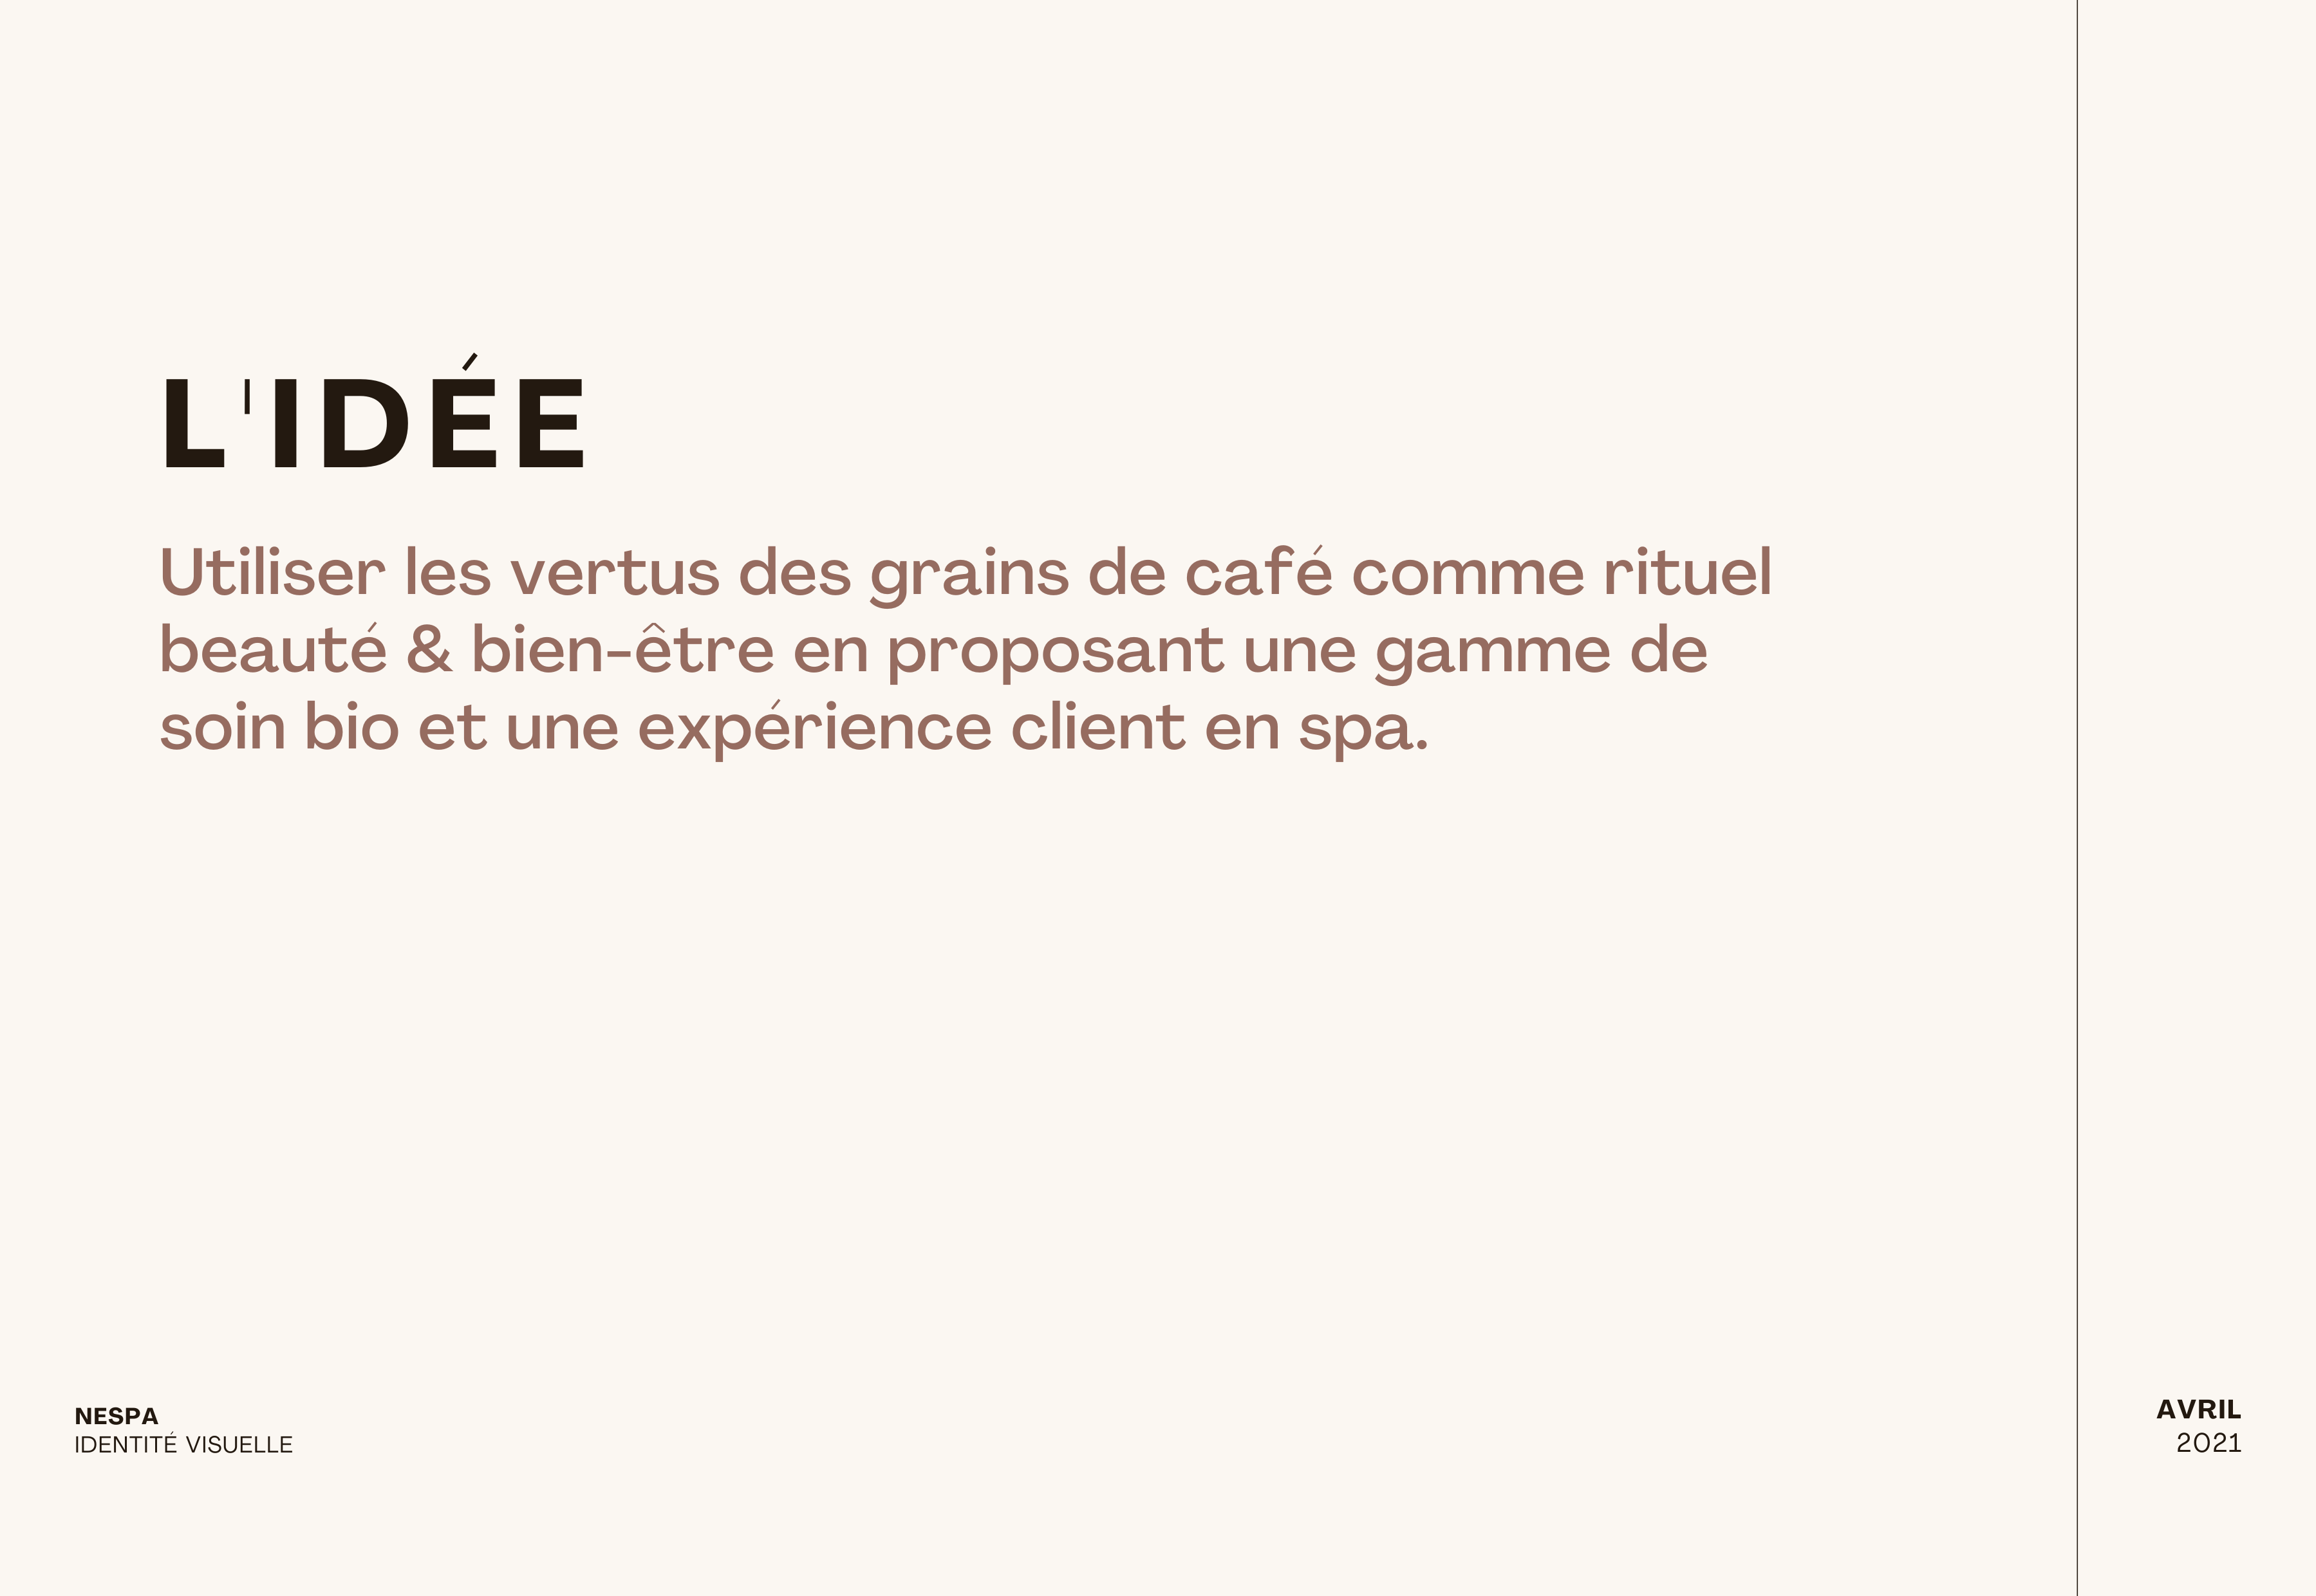 L'IDÉE
Utiliser les vertus des grains de café comme rituel
beauté & bien-être en proposant une gamme de
soin bio et une expérience client en spa.
NESPA
IDENTITÉ VISUELLE
AVRIL
2021